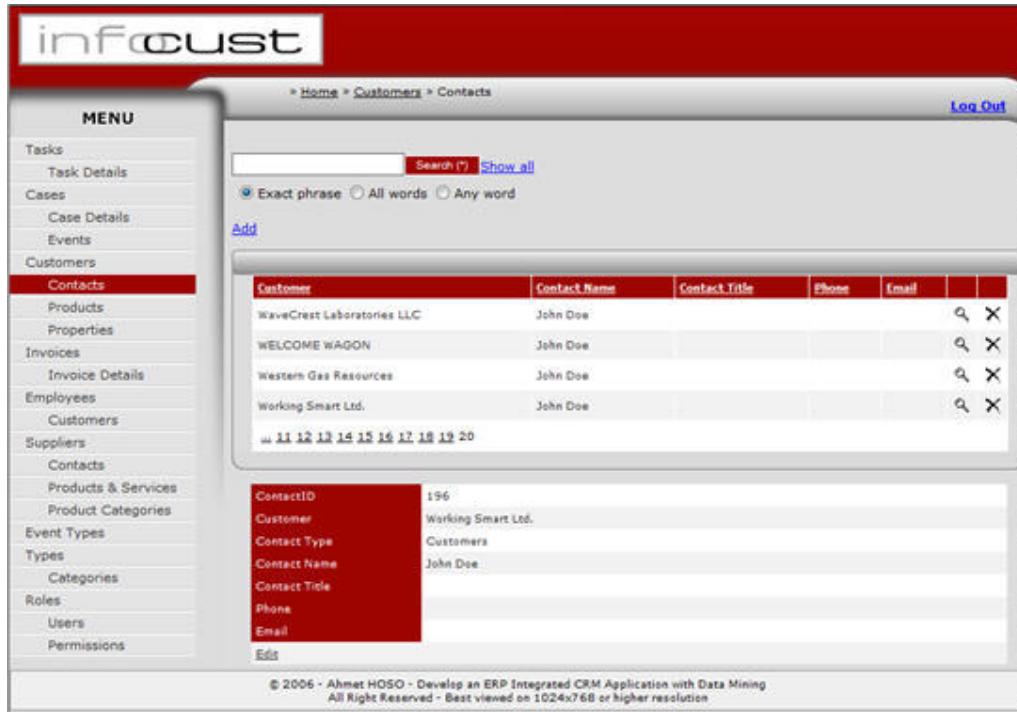 infocust
» Home » Customers » Contacts
Log Out
MENU
Tasks
Task Details
Cases
Case Details
Events
Customers
Contacts
Products
Properties
Invoices
Invoice Details
Employees
Customers
Suppliers
Contacts
Products & Services
Product Categories
Event Types
Types
Categories
Roles
Users
Permissions
Search (*) Show all
Exact phrase All words Any word
Add
Customer Contact Name Contact Title Phone Email
WaveCrest Laboratories LLC John Doe
WELCOME WAGON John Doe
Western Gas Resources John Doe
Working Smart Ltd. John Doe
... 11 12 13 14 15 16 17 18 19 20
ContactID 196
Customer Working Smart Ltd.
Contact Type Customers
Contact Name John Doe
Contact Title
Phone
Email
Edit
© 2006 - Ahmet HOSO - Develop an ERP Integrated CRM Application with Data Mining
All Right Reserved - Best viewed on 1024x768 or higher resolution